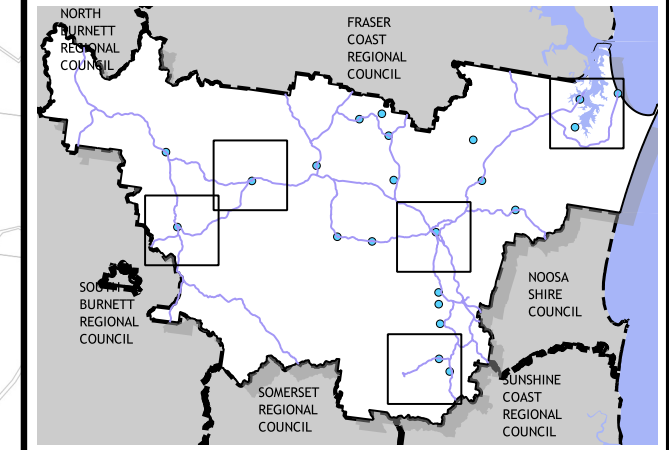 NORTH
BURNETT
REGIONAL
COUNCIL
FRASER
COAST
REGIONAL
COUNCIL
SOUTH
BURNETT
REGIONAL
COUNCIL
NOOSA
SHIRE
COUNCIL
SOMERSET
REGIONAL
COUNCIL
SUNSHINE
COAST
REGIONAL
COUNCIL